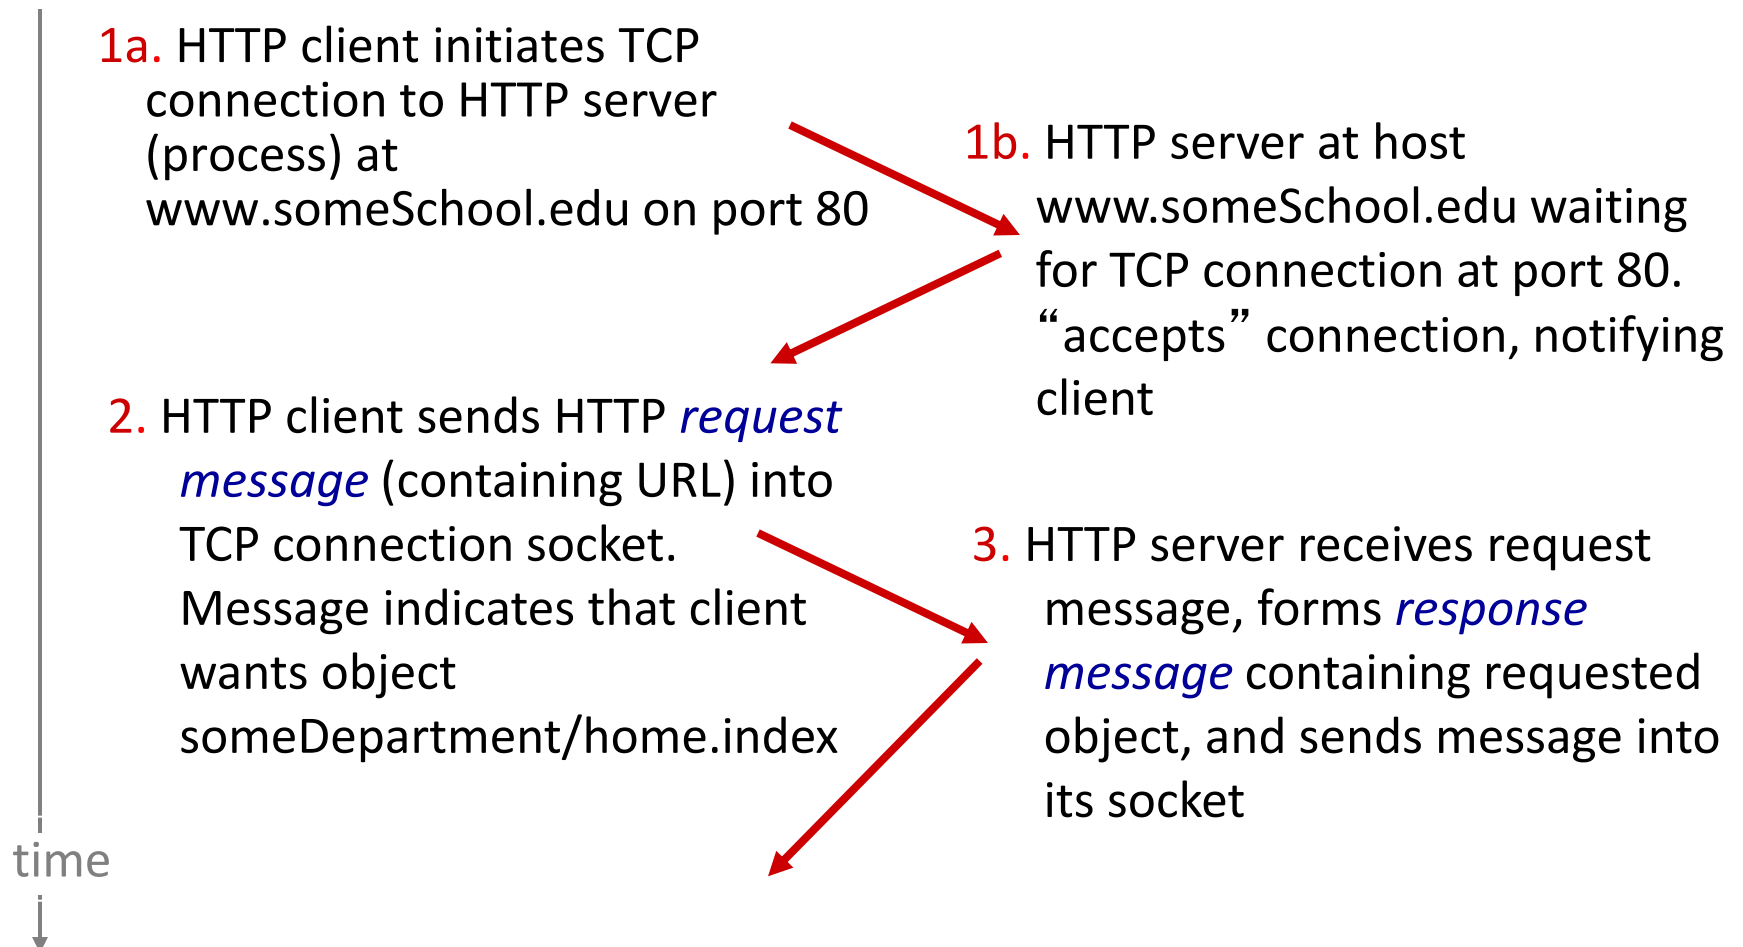 1a. HTTP client initiates TCP
connection to HTTP server
(process) at
www.someSchool.edu on port 80
1b. HTTP server at host
www.someSchool.edu waiting
for TCP connection at port 80.
“accepts” connection, notifying
client
2. HTTP client sends HTTP request
message (containing URL) into
TCP connection socket.
Message indicates that client
wants object
someDepartment/home.index
3. HTTP server receives request
message, forms response
message containing requested
object, and sends message into
its socket
time